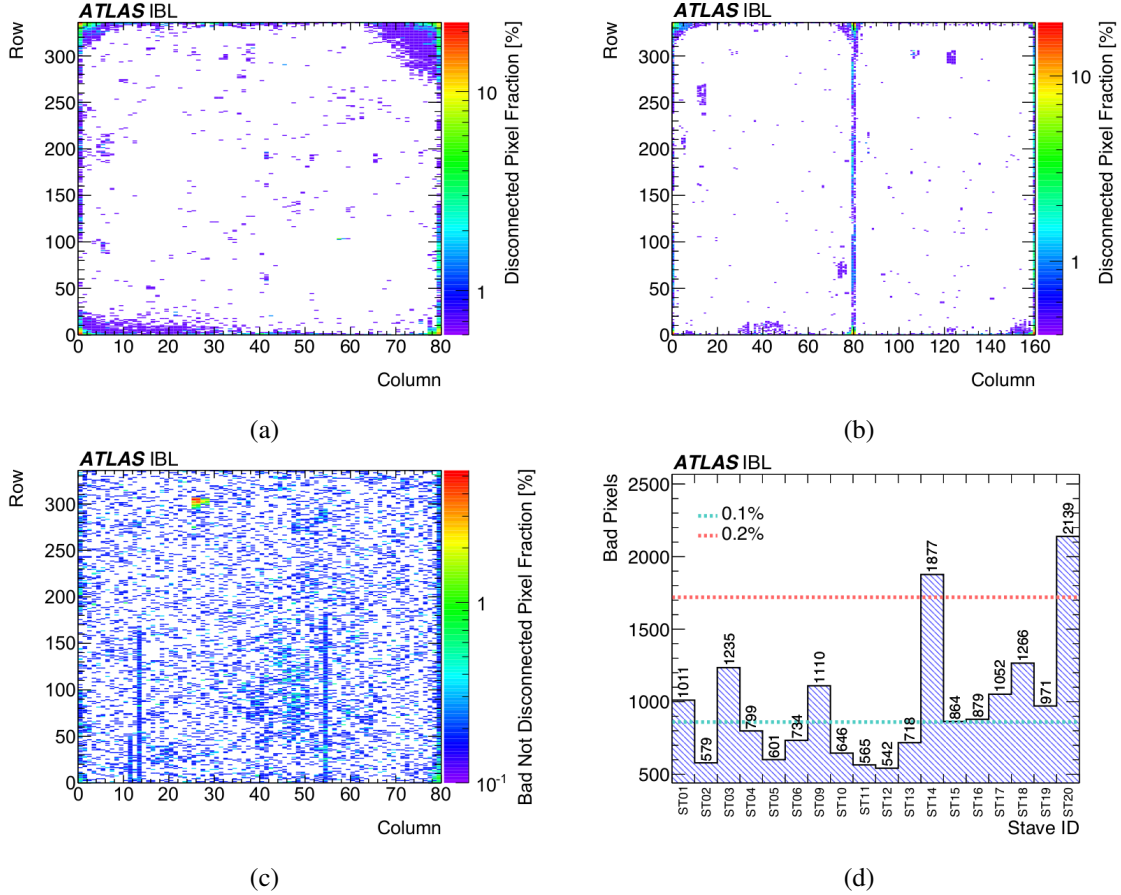 ATLAS IBL
Row
300
250
200
150
100
50
0
0 10 20 30 40 50 60 70 80
Column
10
1
Disconnected Pixel Fraction [%]
(a)
ATLAS IBL
Row
300
250
200
150
100
50
0
0 20 40 60 80 100 120 140 160
Column
10
1
Disconnected Pixel Fraction [%]
(b)
ATLAS IBL
Row
300
250
200
150
100
50
0
0 10 20 30 40 50 60 70 80
Column
1
10⁻¹
Bad Not Disconnected Pixel Fraction [%]
(c)
ATLAS IBL
Bad Pixels
2500
2000
1500
1000
500
0.1%
0.2%
1011 579 1235 799 601 734 1110 646 565 542 718 1877 864 879 1052 1266 971 2139
ST01 ST02 ST03 ST04 ST05 ST06 ST09 ST10 ST11 ST12 ST13 ST14 ST15 ST16 ST17 ST18 ST19 ST20
Stave ID
(d)